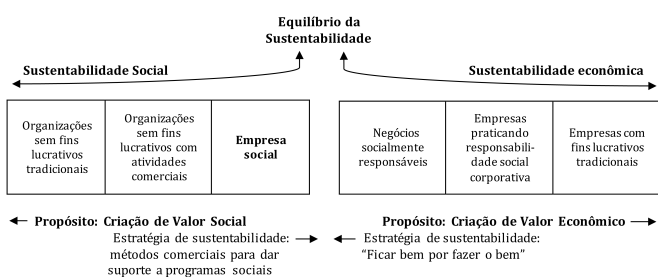 Equilíbrio da
Sustentabilidade
Sustentabilidade Social
Sustentabilidade econômica
Organizações
sem fins
lucrativos
tradicionais
Organizações
sem fins
lucrativos com
atividades
comerciais
Empresa
social
Negócios
socialmente
responsáveis
Empresas
praticando
responsabili-
dade social
corporativa
Empresas com
fins lucrativos
tradicionais
Propósito: Criação de Valor Social
Estratégia de sustentabilidade:
métodos comerciais para dar
suporte a programas sociais
Propósito: Criação de Valor Econômico
Estratégia de sustentabilidade:
“Ficar bem por fazer o bem”